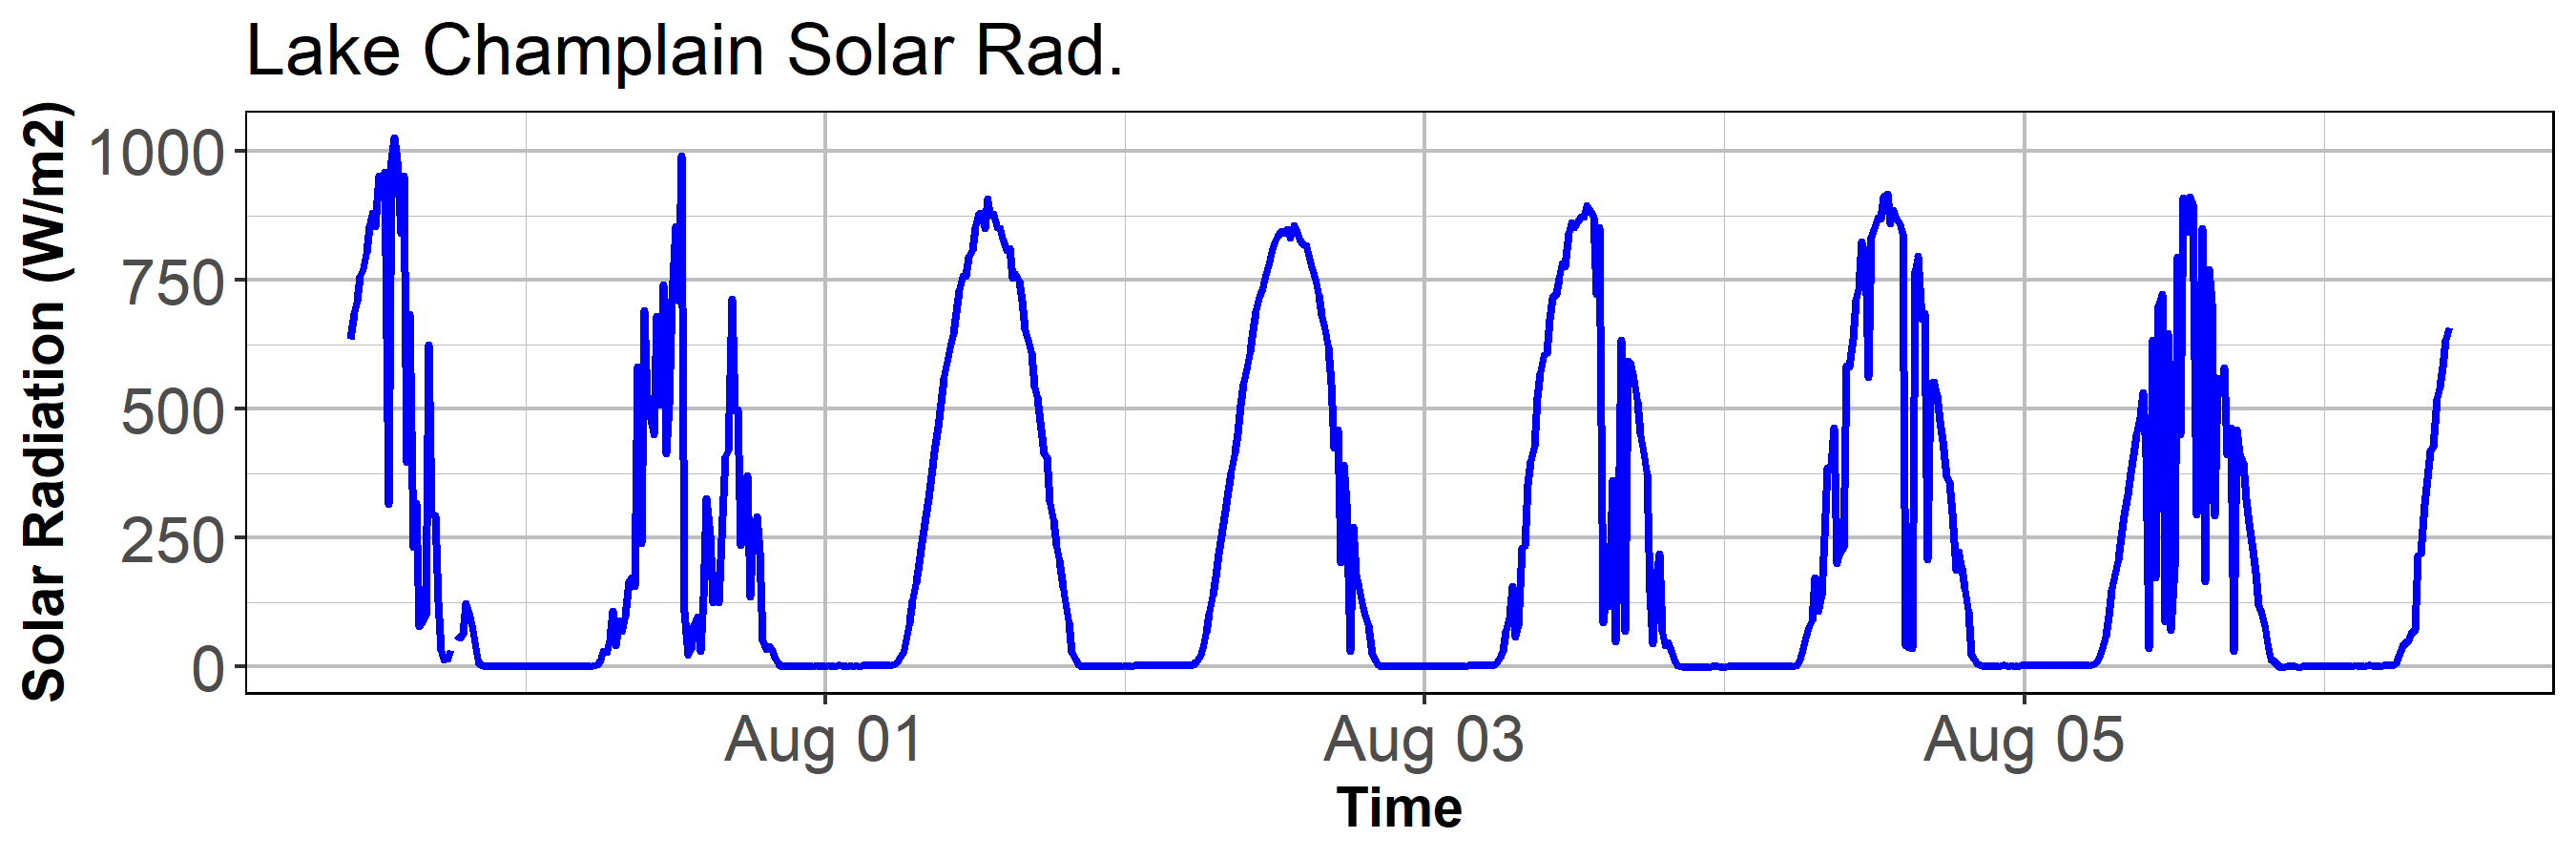 Lake Champlain Solar Rad.
Solar Radiation (W/m2)
1000
750
500
250
0
Aug 01
Aug 03
Aug 05
Time